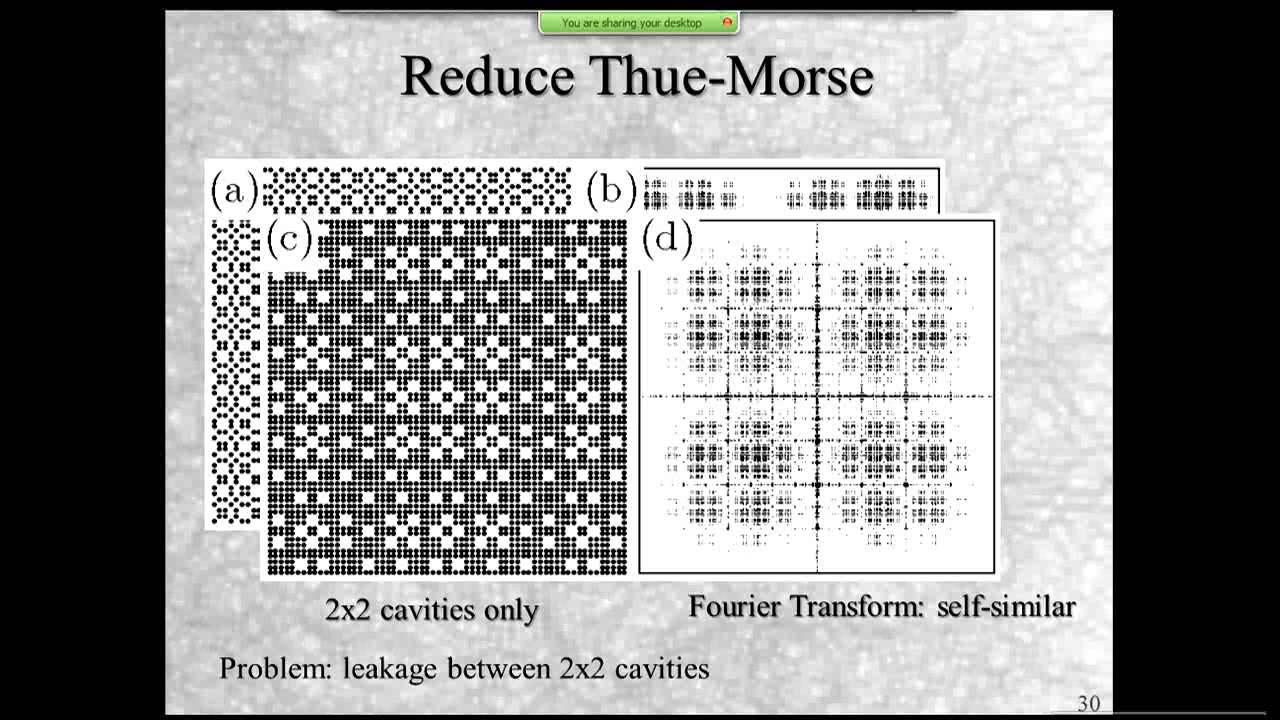 You are sharing your desktop
Reduce Thue-Morse
(a)
(b)
(c)
(d)
2x2 cavities only
Fourier Transform: self-similar
Problem: leakage between 2x2 cavities
30